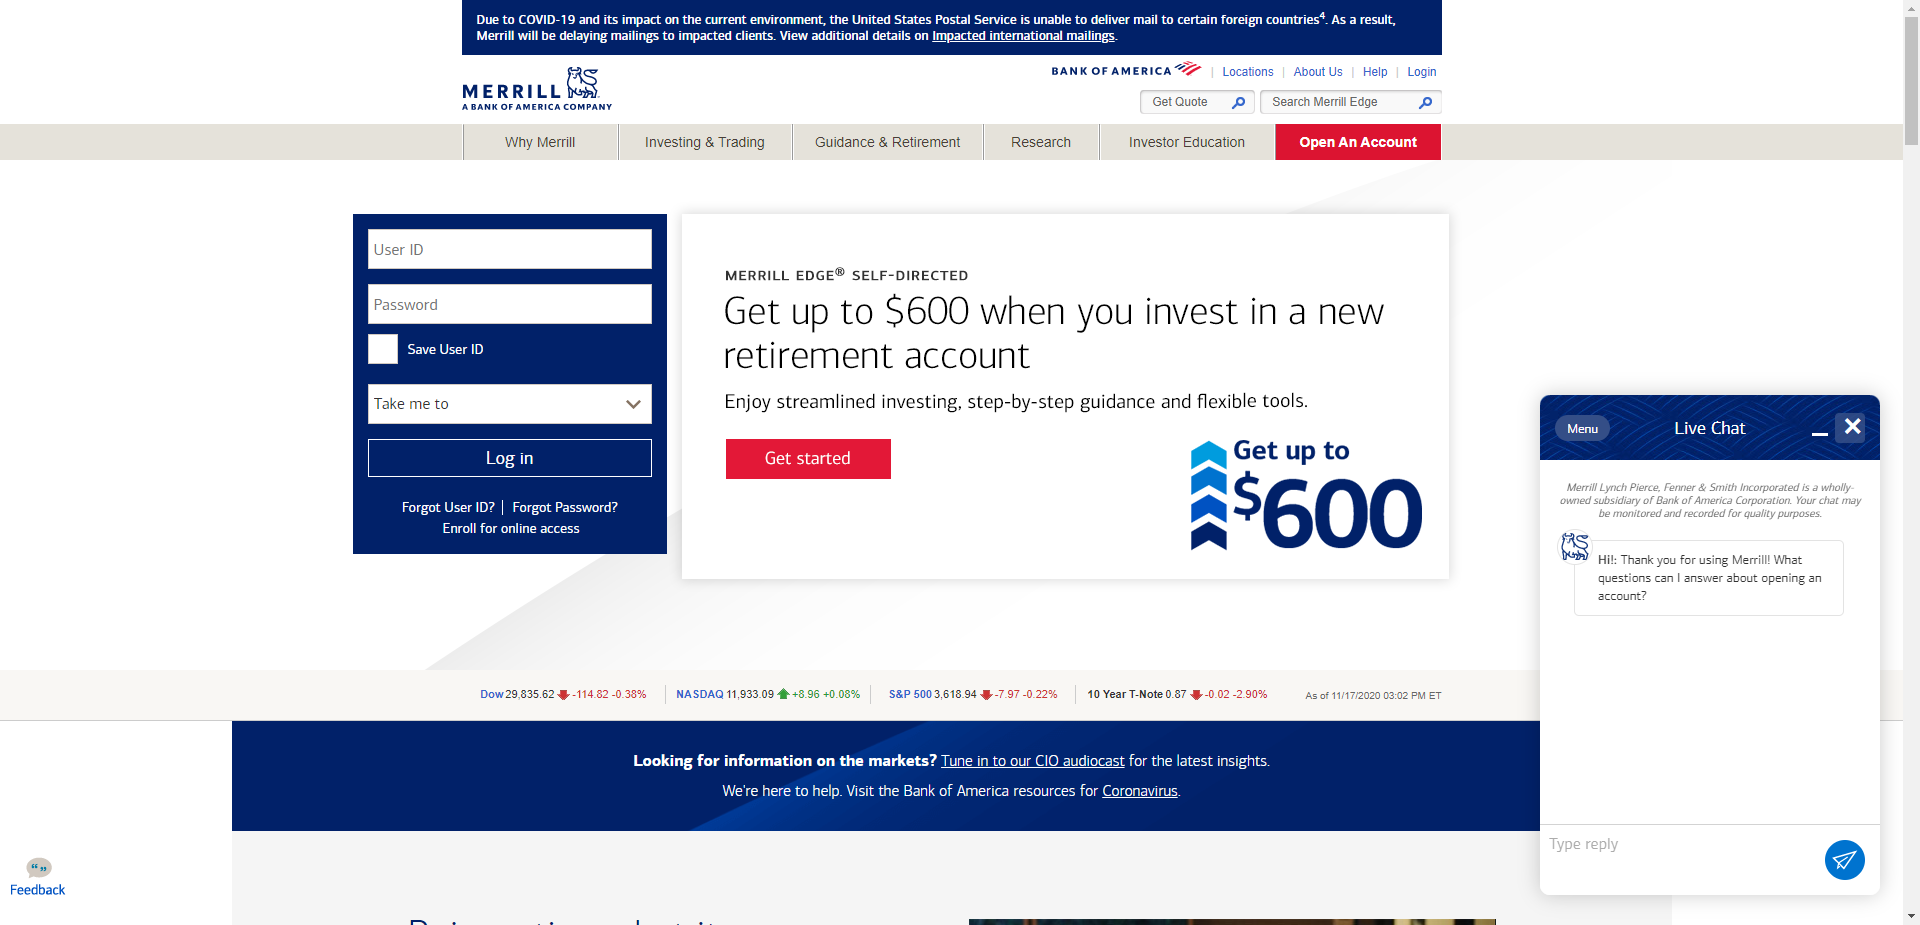 Due to COVID-19 and its impact on the current environment, the United States Postal Service is unable to deliver mail to certain foreign countries4. As a result,
Merrill will be delaying mailings to impacted clients. View additional details on Impacted international mailings.
MERRILL
A BANK OF AMERICA COMPANY
BANK OF AMERICA | Locations | About Us | Help | Login
Get Quote
Search Merrill Edge
Why Merrill
Investing & Trading
Guidance & Retirement
Research
Investor Education
Open An Account
User ID
Password
Save User ID
Take me to
Log in
Forgot User ID? | Forgot Password?
Enroll for online access
MERRILL EDGE® SELF-DIRECTED
Get up to $600 when you invest in a new
retirement account
Enjoy streamlined investing, step-by-step guidance and flexible tools.
Get started
Get up to
$600
Menu
Live Chat
Merrill Lynch Pierce, Fenner & Smith Incorporated is a wholly-
owned subsidiary of Bank of America Corporation. Your chat may
be monitored and recorded for quality purposes.
Hi!: Thank you for using Merrill! What
questions can I answer about opening an
account?
Type reply
Dow 29,835.62 -114.82 -0.38%
NASDAQ 11,933.09 +8.96 +0.08%
S&P 500 3,618.94 -7.97 -0.22%
10 Year T-Note 0.87 -0.02 -2.90%
As of 11/17/2020 03:02 PM ET
Looking for information on the markets? Tune in to our CIO audiocast for the latest insights.
We're here to help. Visit the Bank of America resources for Coronavirus.
Feedback